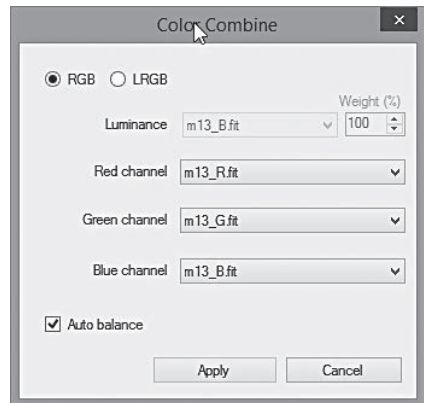 Color Combine
RGB LRGB
Weight (%)
Luminance m13_B.fit 100
Red channel m13_R.fit
Green channel m13_G.fit
Blue channel m13_B.fit
Auto balance
Apply Cancel